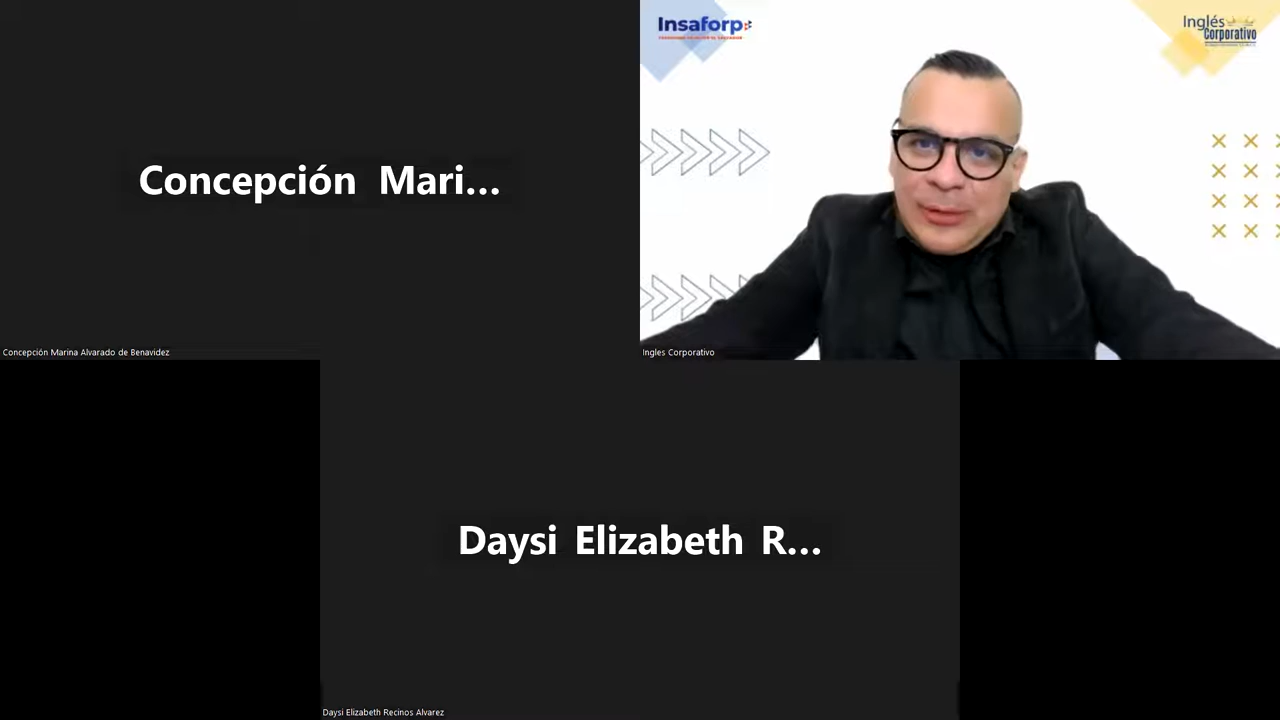 Concepción Mari...
Concepción Marina Alvarado de Benavidez
Insaforp
Inglés
Corporativo
Ingles Corporativo
Daysi Elizabeth R...
Daysi Elizabeth Recinos Alvarez